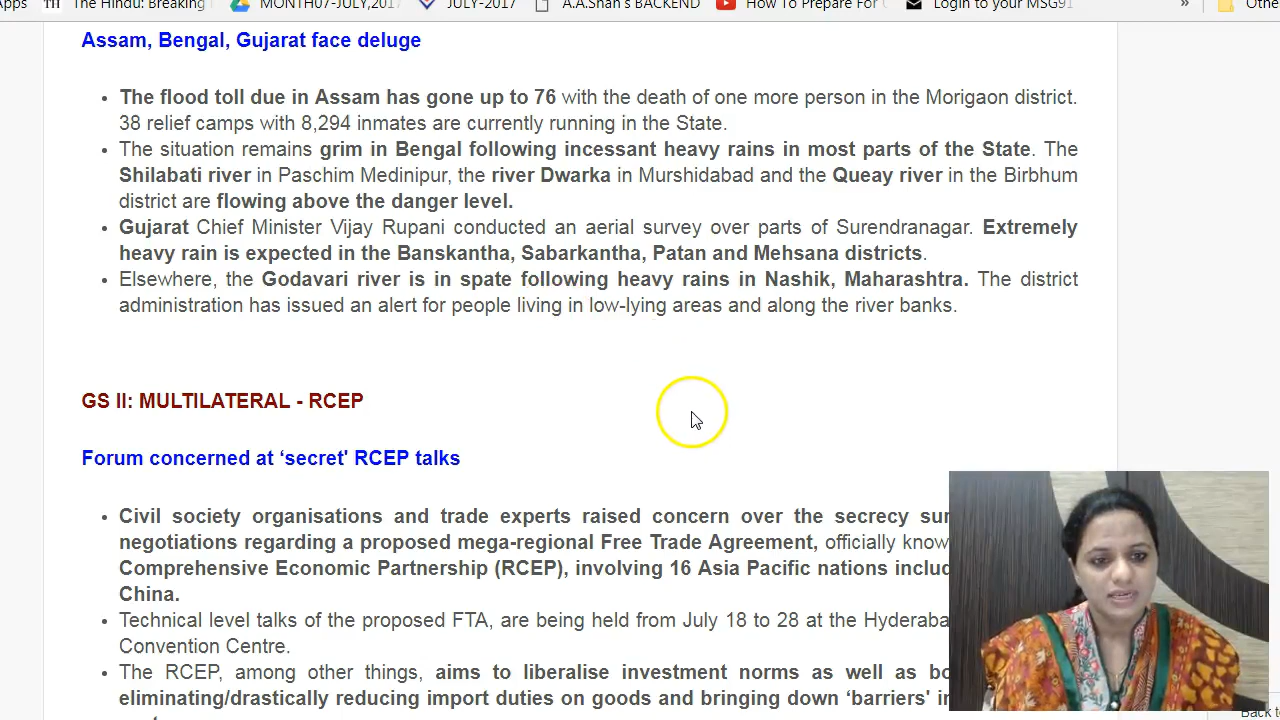 Apps TH The Hindu: Breaking MONTH07-JULY,2017 JULY-2017 A.A.Shah's BACKEND How To Prepare For Login to your MSG91 » Othe
Assam, Bengal, Gujarat face deluge
• The flood toll due in Assam has gone up to 76 with the death of one more person in the Morigaon district.
38 relief camps with 8,294 inmates are currently running in the State.
• The situation remains grim in Bengal following incessant heavy rains in most parts of the State. The
Shilabati river in Paschim Medinipur, the river Dwarka in Murshidabad and the Queay river in the Birbhum
district are flowing above the danger level.
• Gujarat Chief Minister Vijay Rupani conducted an aerial survey over parts of Surendranagar. Extremely
heavy rain is expected in the Banskantha, Sabarkantha, Patan and Mehsana districts.
• Elsewhere, the Godavari river is in spate following heavy rains in Nashik, Maharashtra. The district
administration has issued an alert for people living in low-lying areas and along the river banks.
GS II: MULTILATERAL - RCEP
Forum concerned at ‘secret' RCEP talks
• Civil society organisations and trade experts raised concern over the secrecy sur
negotiations regarding a proposed mega-regional Free Trade Agreement, officially know
Comprehensive Economic Partnership (RCEP), involving 16 Asia Pacific nations includ
China.
• Technical level talks of the proposed FTA, are being held from July 18 to 28 at the Hyderaba
Convention Centre.
• The RCEP, among other things, aims to liberalise investment norms as well as bo
eliminating/drastically reducing import duties on goods and bringing down ‘barriers' in
Back to